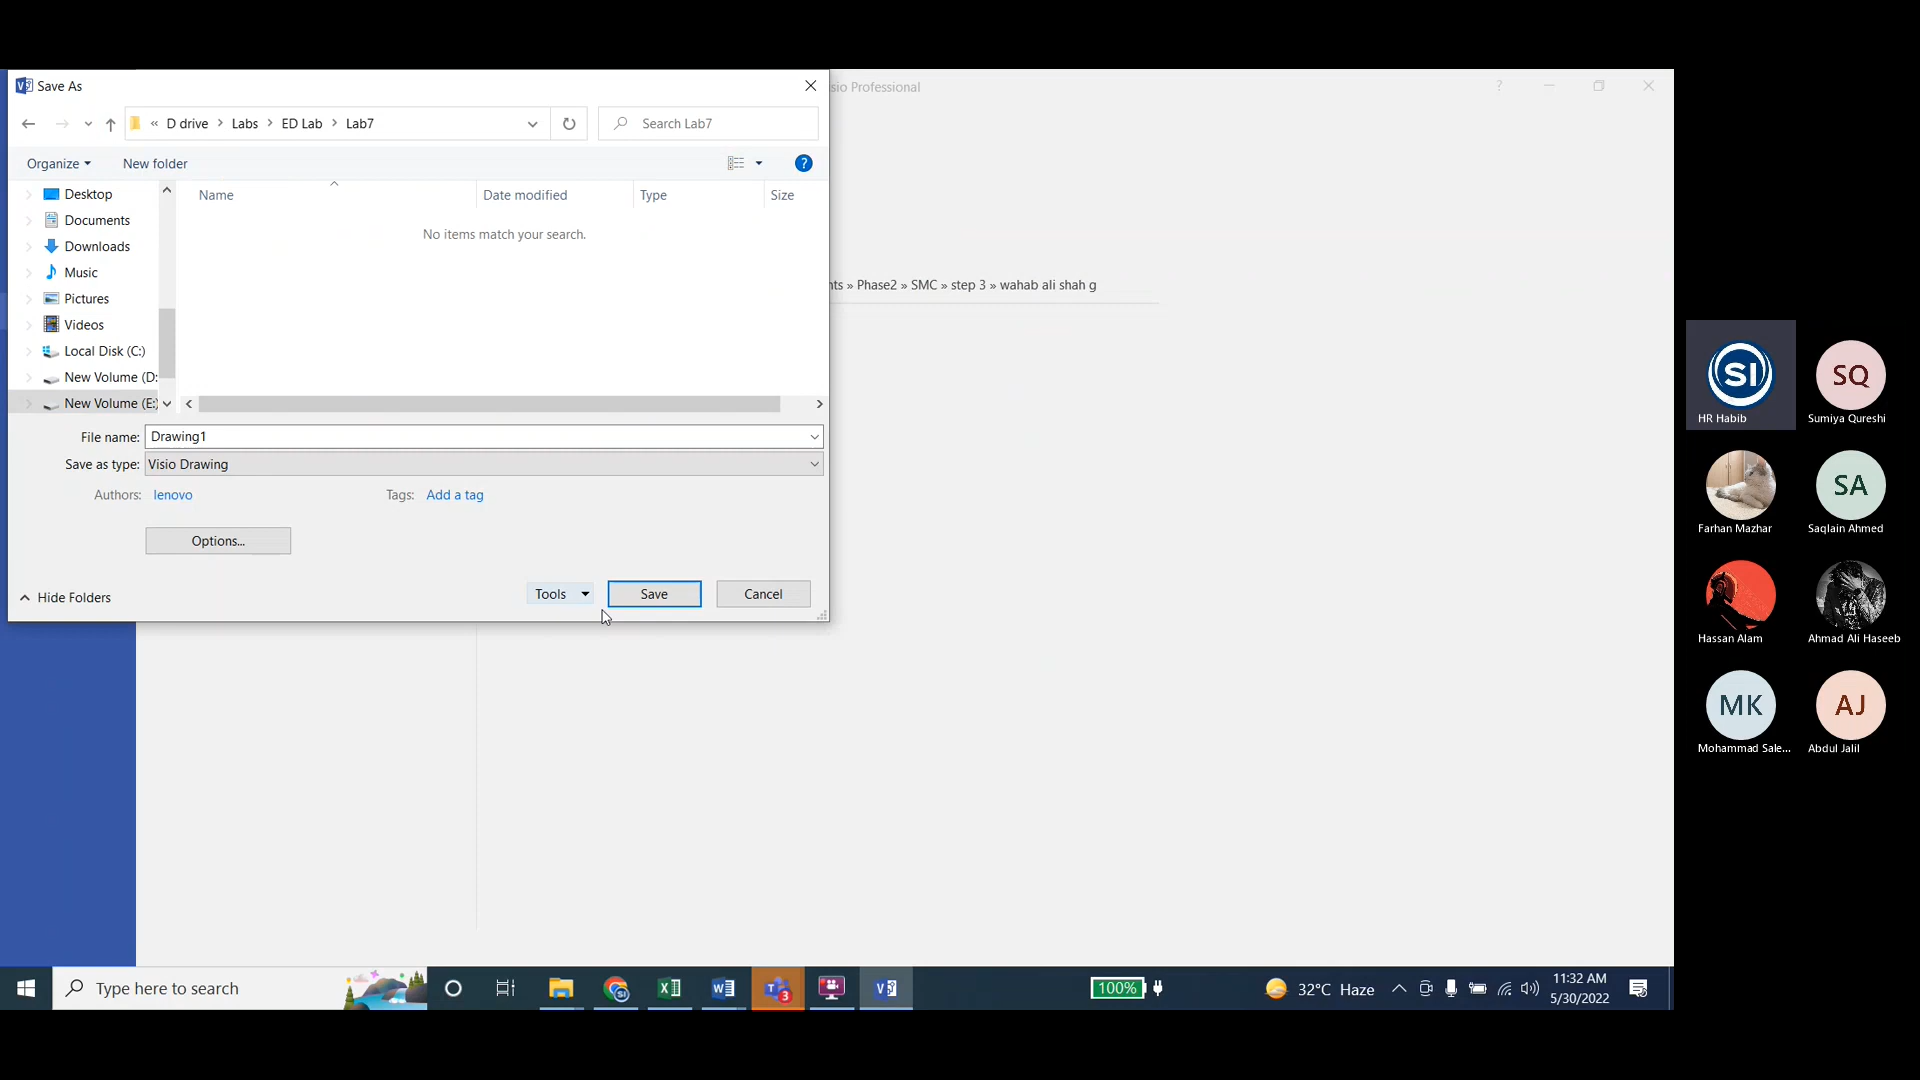 Save As
sio Professional
?
« D drive > Labs > ED Lab > Lab7
Search Lab7
Organize
New folder
?
Desktop
Documents
Downloads
Music
Pictures
Videos
Local Disk (C:)
New Volume (D:
New Volume (E:)
Name
Date modified
Type
Size
No items match your search.
nts » Phase2 » SMC » step 3 » wahab ali shah g
File name: Drawing1
Save as type: Visio Drawing
Authors: lenovo
Tags: Add a tag
Options...
Hide Folders
Tools
Save
Cancel
SI
HR Habib
SQ
Sumiya Qureshi
Farhan Mazhar
SA
Saqlain Ahmed
Hassan Alam
Ahmad Ali Haseeb
MK
Mohammad Sale...
AJ
Abdul Jalil
Type here to search
3
100%
32°C Haze
11:32 AM
5/30/2022